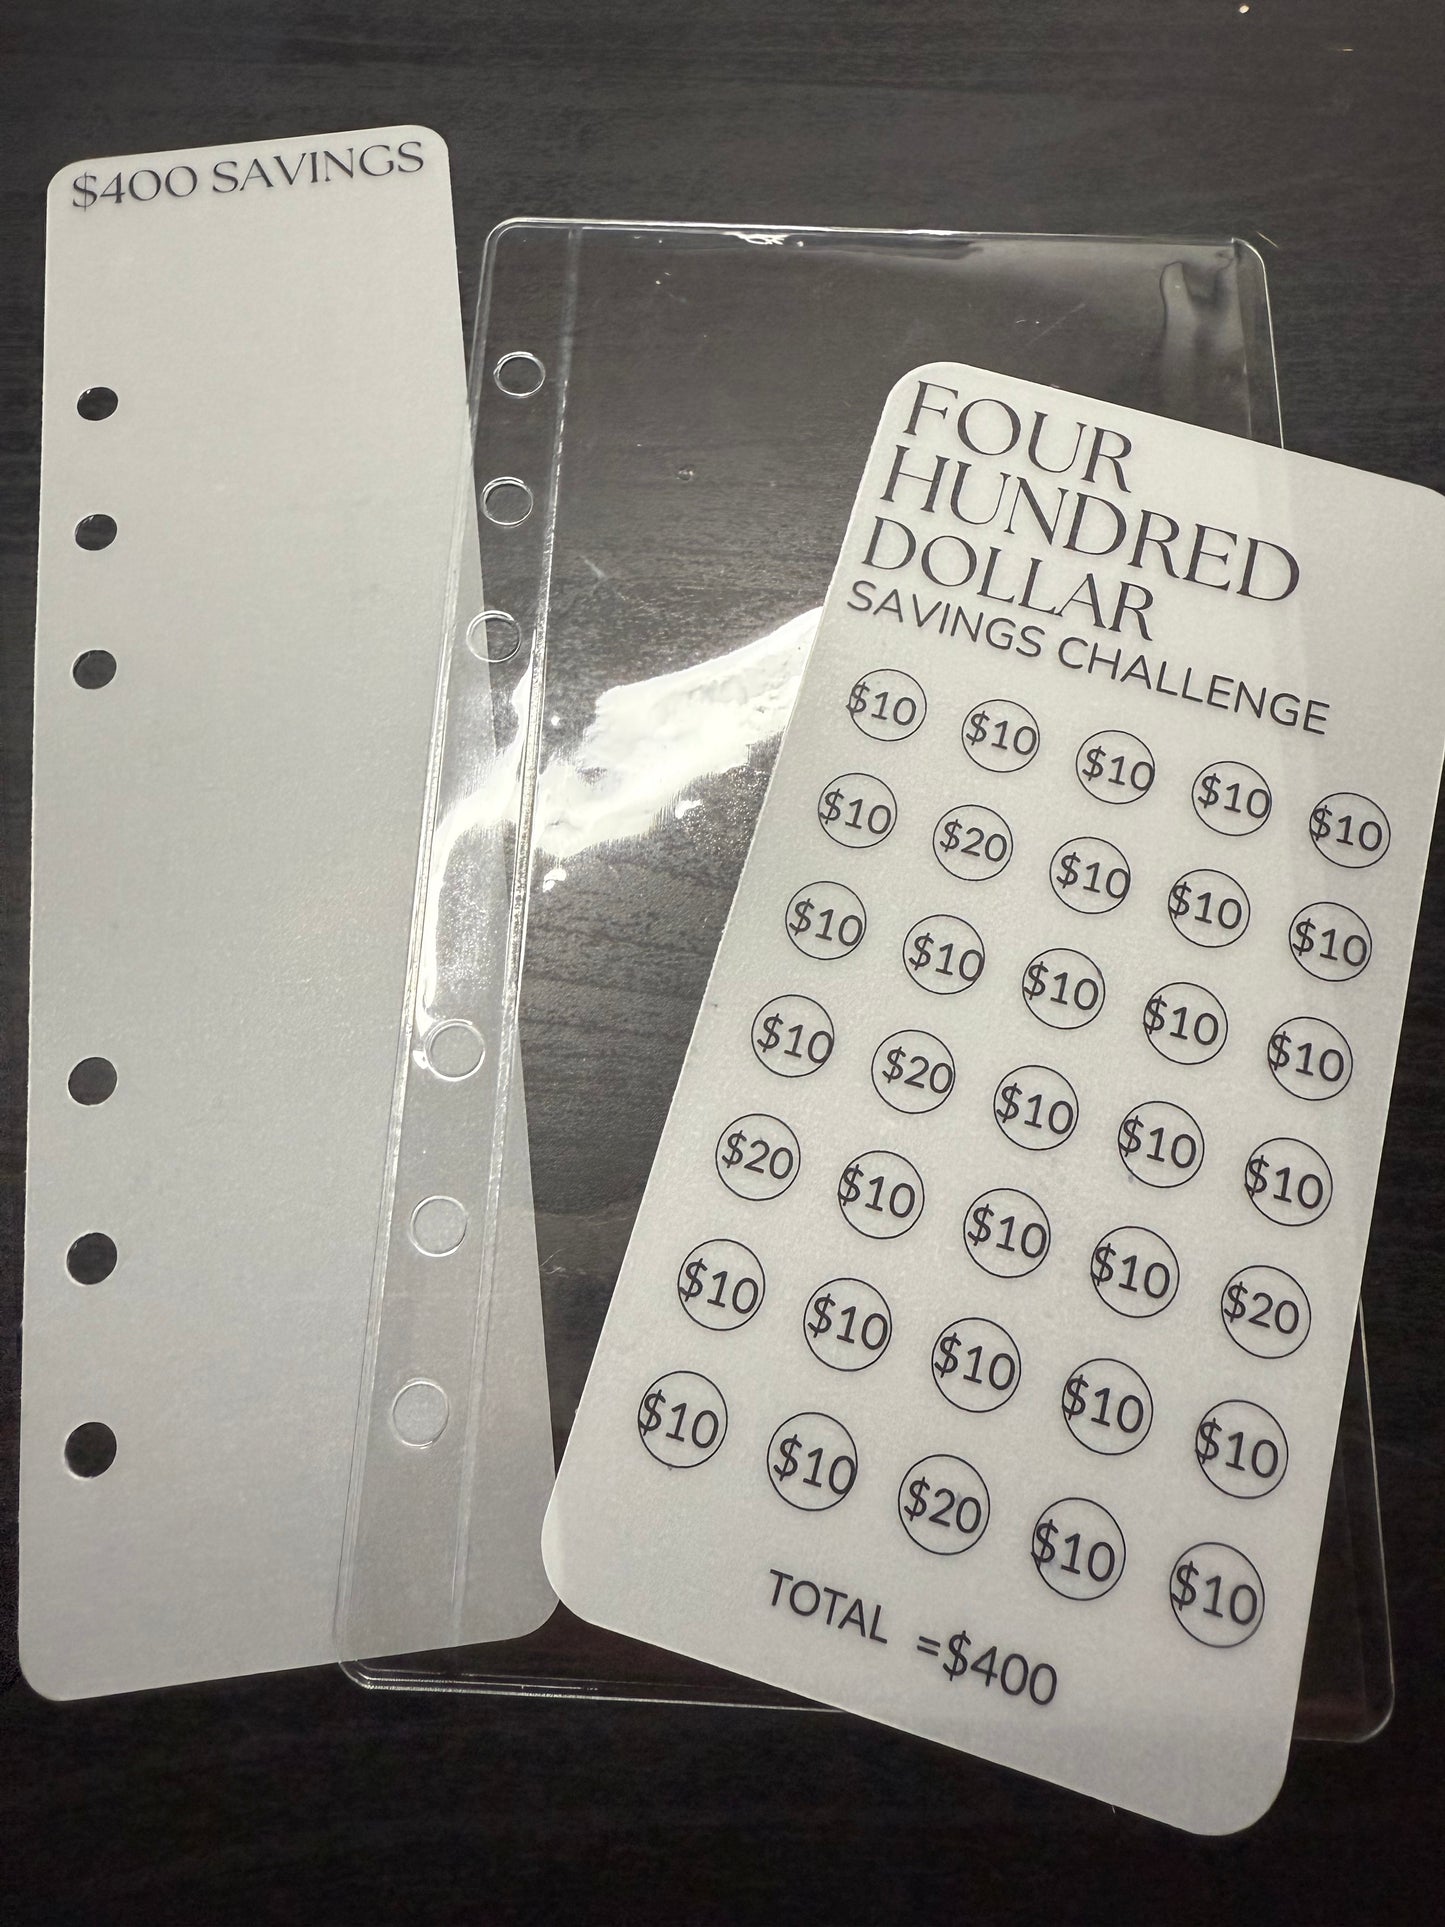 $400 SAVINGS
FOUR
HUNDRED
DOLLAR
SAVINGS CHALLENGE
$10 $10 $10 $10 $10
$10 $20 $10 $10 $10
$10 $10 $10 $10 $10
$10 $20 $10 $10 $10
$20 $10 $10 $10 $20
$10 $10 $10 $10 $10
$10 $10 $20 $10 $10
TOTAL =$400